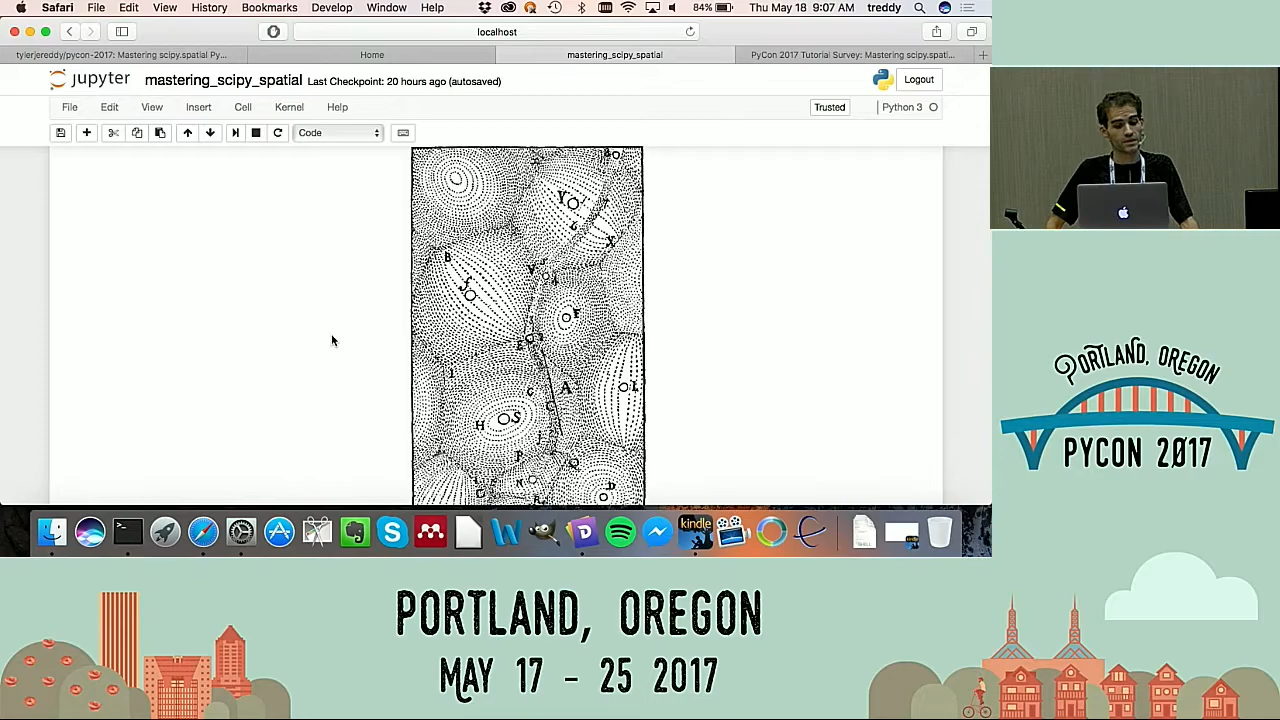 Safari File Edit View History Bookmarks Develop Window Help 84% Thu May 18 9:07 AM treddy
localhost
tylerjereddy/pycon-2017: Mastering scipy.spatial Py... Home mastering_scipy_spatial PyCon 2017 Tutorial Survey: Mastering scipy.spati...
jupyter mastering_scipy_spatial Last Checkpoint: 20 hours ago (autosaved) Logout
File Edit View Insert Cell Kernel Help Trusted Python 3
Code
Y
X
B
f
F
E
A
C
L
S
H
D
kindle
PORTLAND, OREGON
PYCON 2017
PORTLAND, OREGON
MAY 17 - 25 2017